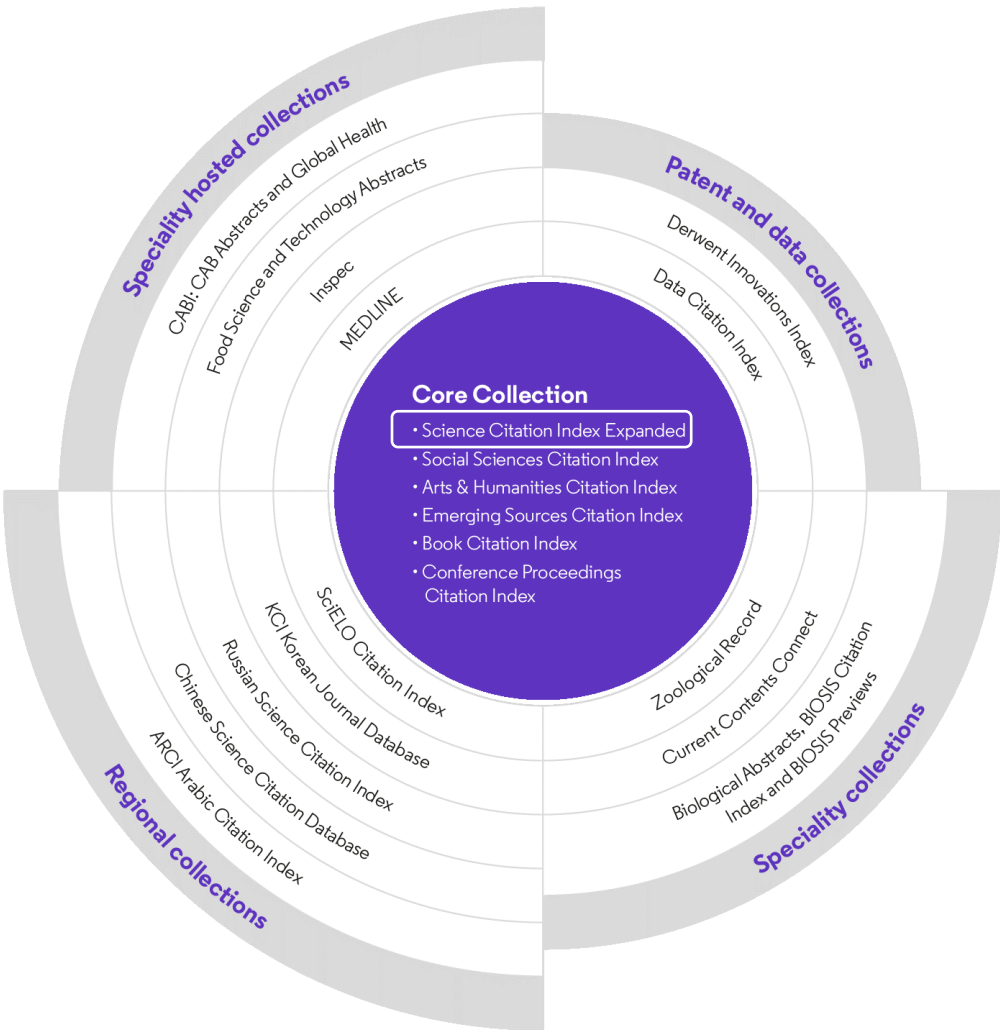 Speciality hosted collections
CABI: CAB Abstracts and Global Health
Food Science and Technology Abstracts
Inspec
MEDLINE
Patent and data collections
Derwent Innovations Index
Data Citation Index
Core Collection
• Science Citation Index Expanded
• Social Sciences Citation Index
• Arts & Humanities Citation Index
• Emerging Sources Citation Index
• Book Citation Index
• Conference Proceedings
Citation Index
SciELO Citation Index
KCI Korean Journal Database
Russian Science Citation Index
Chinese Science Citation Database
ARCI Arabic Citation Index
Regional collections
Zoological Record
Current Contents Connect
Biological Abstracts, BIOSIS Citation
Index and BIOSIS Previews
Speciality collections